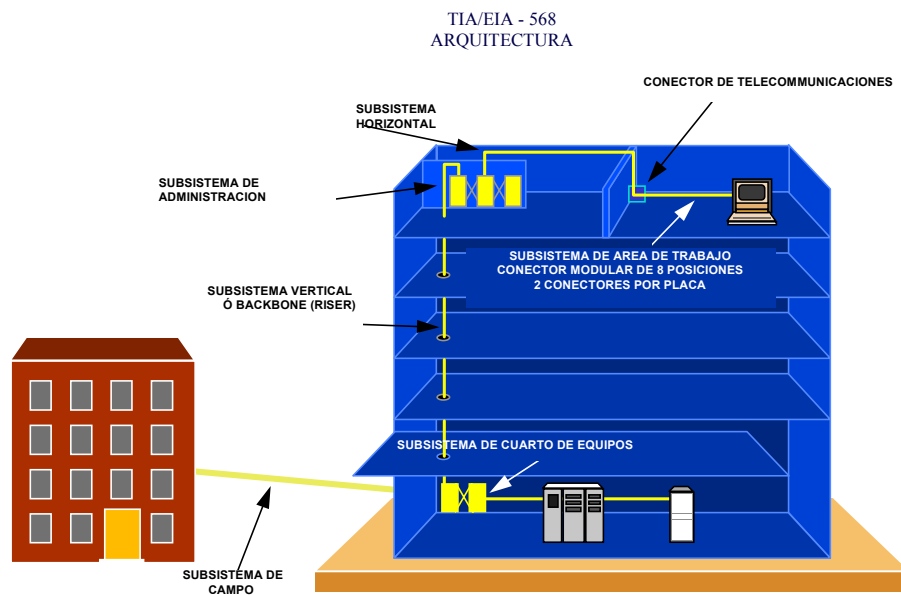 TIA/EIA - 568
ARQUITECTURA
CONECTOR DE TELECOMMUNICACIONES
SUBSISTEMA
HORIZONTAL
SUBSISTEMA DE
ADMINISTRACION
SUBSISTEMA DE AREA DE TRABAJO
CONECTOR MODULAR DE 8 POSICIONES
2 CONECTORES POR PLACA
SUBSISTEMA VERTICAL
Ó BACKBONE (RISER)
SUBSISTEMA DE CUARTO DE EQUIPOS
SUBSISTEMA DE
CAMPO